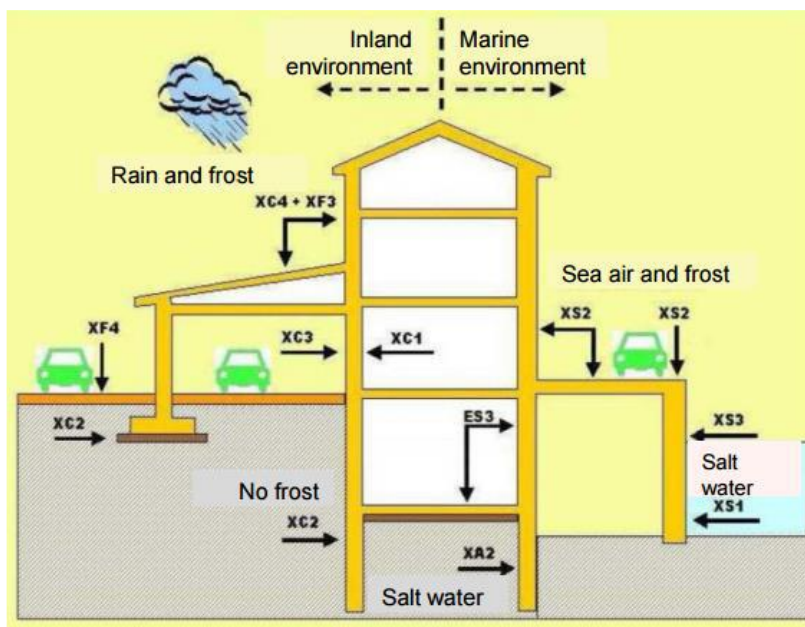 Inland
environment
Marine
environment
Rain and frost
XC4 + XF3
Sea air and frost
XF4
XC3
XC1
XS2
XS2
XC2
ES3
XS3
Salt
water
No frost
XS1
XC2
XA2
Salt water